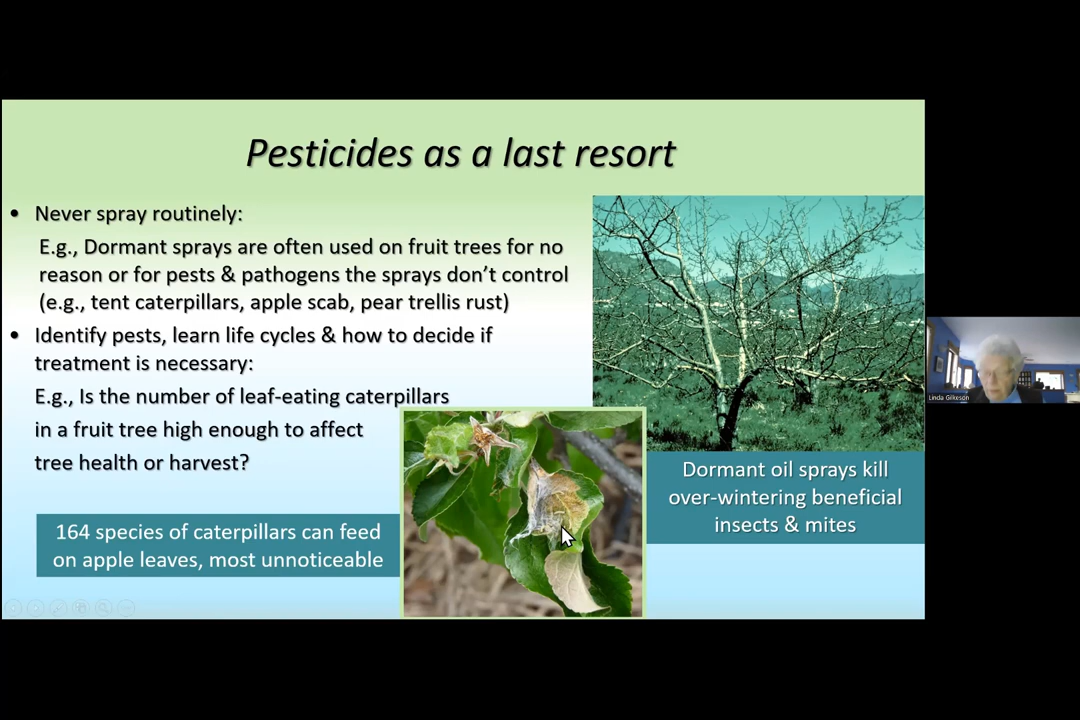 Pesticides as a last resort
• Never spray routinely:
E.g., Dormant sprays are often used on fruit trees for no
reason or for pests & pathogens the sprays don’t control
(e.g., tent caterpillars, apple scab, pear trellis rust)
• Identify pests, learn life cycles & how to decide if
treatment is necessary:
E.g., Is the number of leaf-eating caterpillars
in a fruit tree high enough to affect
tree health or harvest?
164 species of caterpillars can feed
on apple leaves, most unnoticeable
Dormant oil sprays kill
over-wintering beneficial
insects & mites
Linda Gilkeson